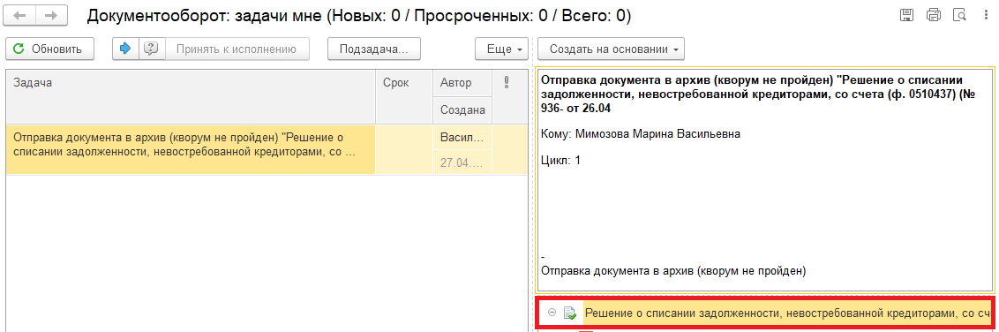 Документооборот: задачи мне (Новых: 0 / Просроченных: 0 / Всего: 0)
Обновить
Принять к исполнению
Подзадача...
Еще
Создать на основании
Задача
Срок
Автор
Создана
Отправка документа в архив (кворум не пройден) "Решение о
списании задолженности, невостребованной кредиторами, со ...
Васил...
27.04....
Отправка документа в архив (кворум не пройден) "Решение о списании
задолженности, невостребованной кредиторами, со счета (ф. 0510437) (№
936- от 26.04
Кому: Мимозова Марина Васильевна
Цикл: 1
-
Отправка документа в архив (кворум не пройден)
Решение о списании задолженности, невостребованной кредиторами, со сч